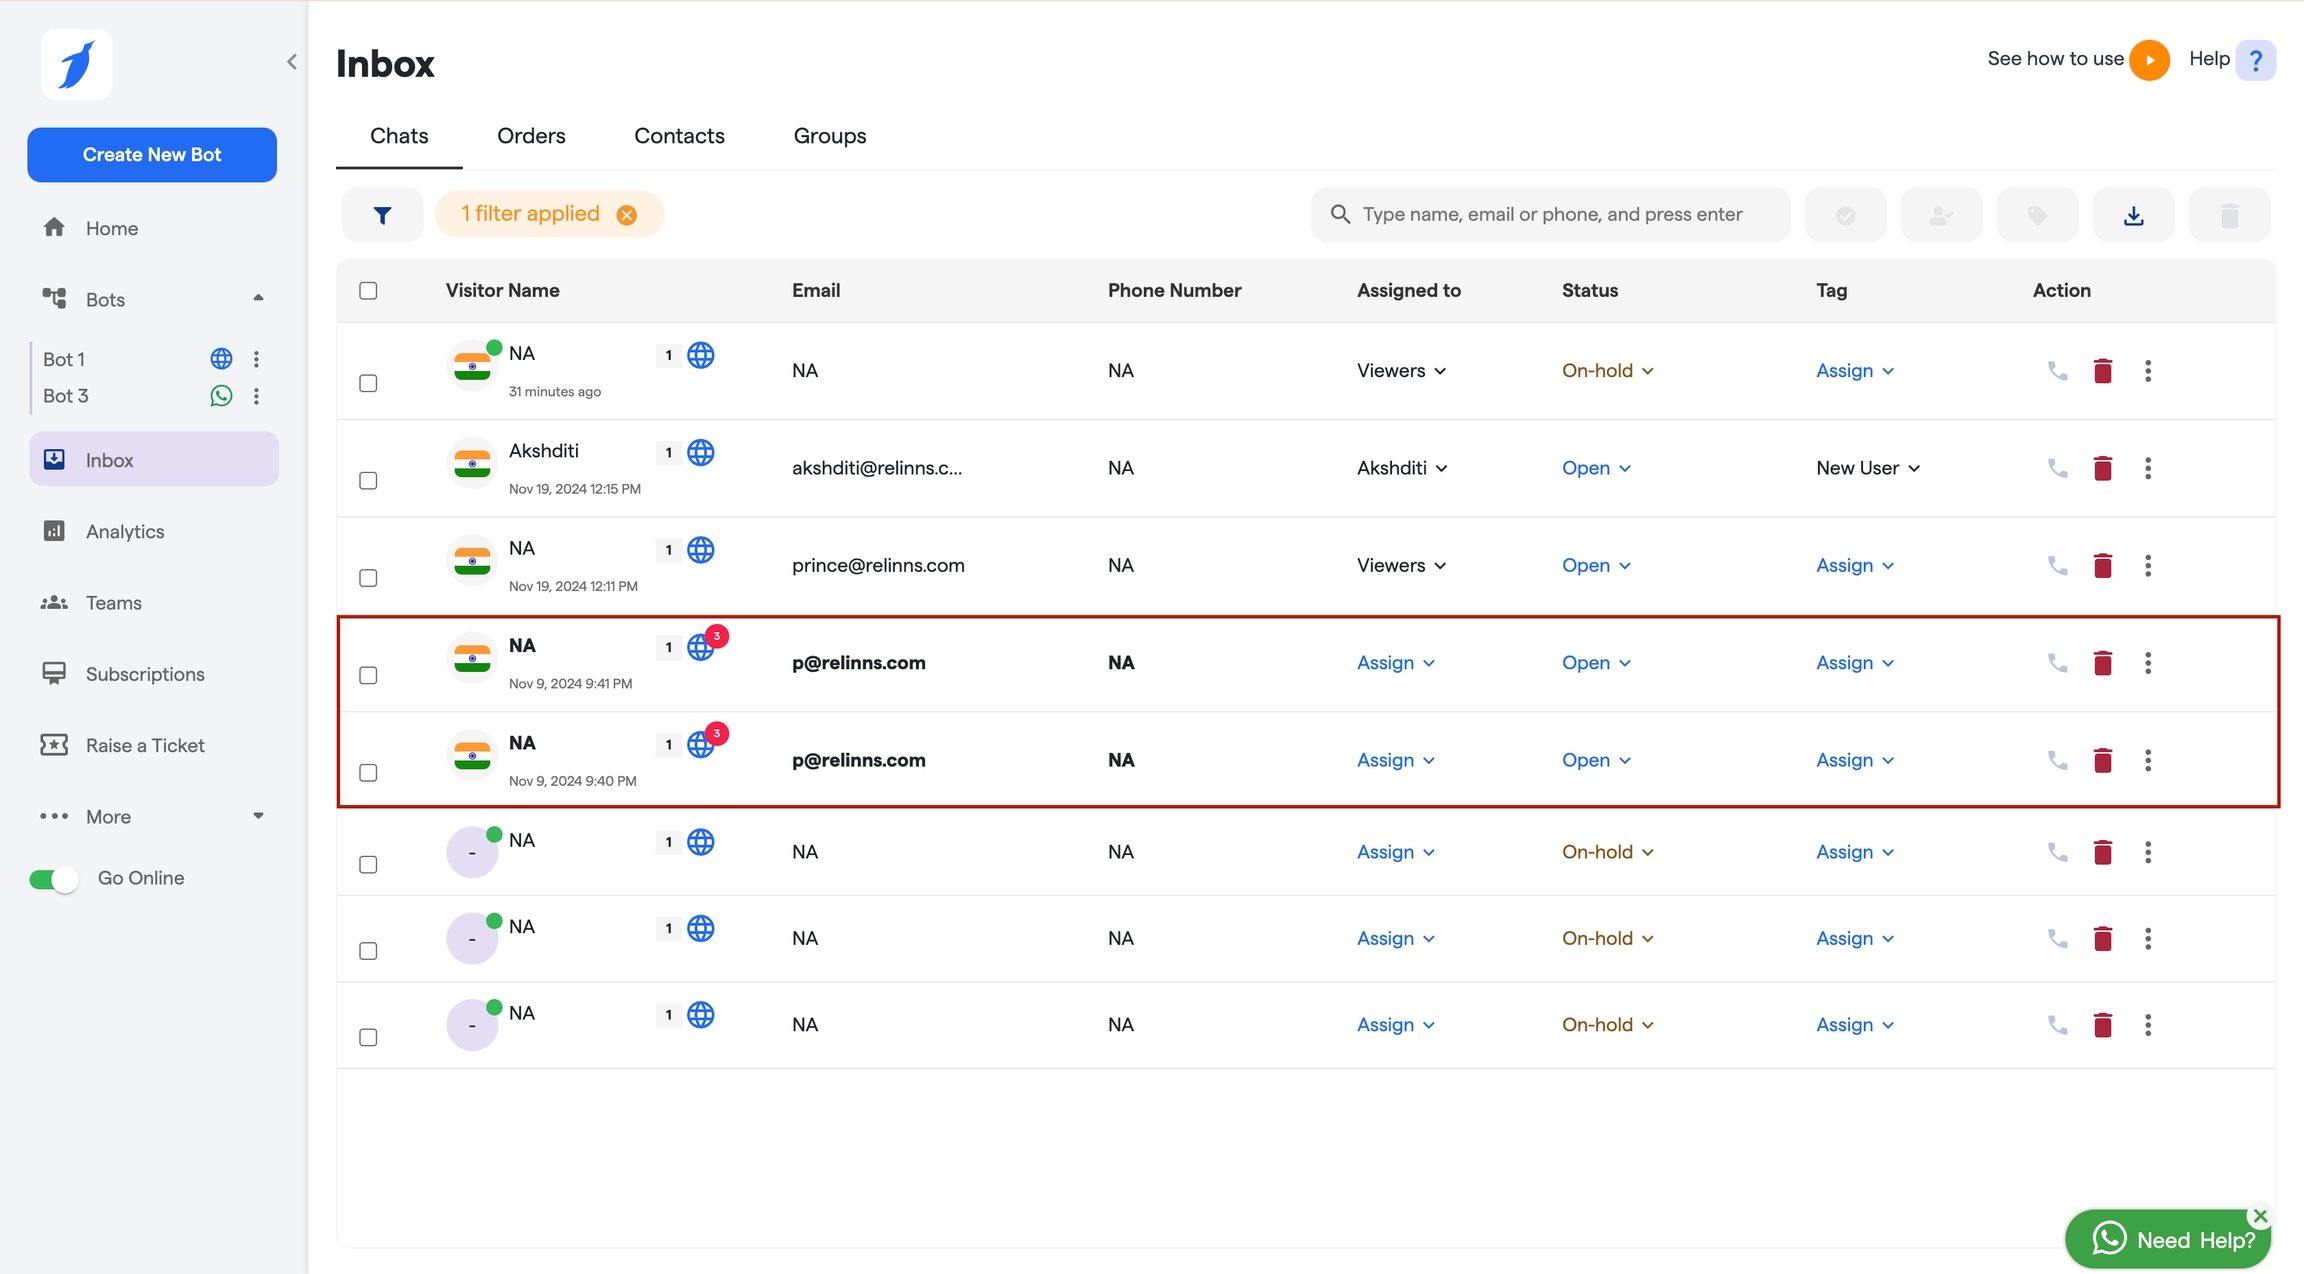 Inbox
See how to use
Help ?
Create New Bot
Chats Orders Contacts Groups
1 filter applied
Type name, email or phone, and press enter
Home
Bots
Bot 1
Bot 3
Inbox
Analytics
Teams
Subscriptions
Raise a Ticket
More
Go Online
Visitor Name Email Phone Number Assigned to Status Tag Action
NA 1 NA NA Viewers On-hold Assign
31 minutes ago
Akshditi 1 akshditi@relinns.c... NA Akshditi Open New User
Nov 19, 2024 12:15 PM
NA 1 prince@relinns.com NA Viewers Open Assign
Nov 19, 2024 12:11 PM
NA 1 3 p@relinns.com NA Assign Open Assign
Nov 9, 2024 9:41 PM
NA 1 3 p@relinns.com NA Assign Open Assign
Nov 9, 2024 9:40 PM
- NA 1 NA NA Assign On-hold Assign
- NA 1 NA NA Assign On-hold Assign
- NA 1 NA NA Assign On-hold Assign
Need Help?